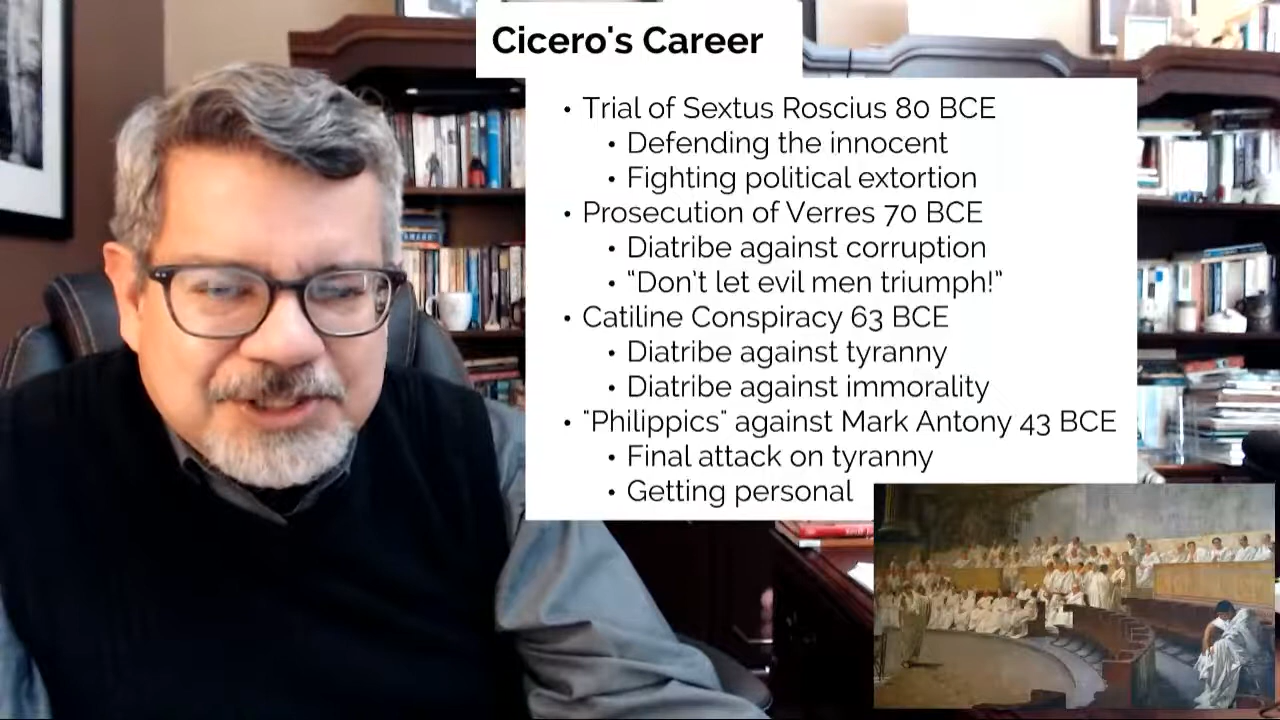 Cicero's Career
• Trial of Sextus Roscius 80 BCE
• Defending the innocent
• Fighting political extortion
• Prosecution of Verres 70 BCE
• Diatribe against corruption
• “Don’t let evil men triumph!”
• Catiline Conspiracy 63 BCE
• Diatribe against tyranny
• Diatribe against immorality
• "Philippics" against Mark Antony 43 BCE
• Final attack on tyranny
• Getting personal